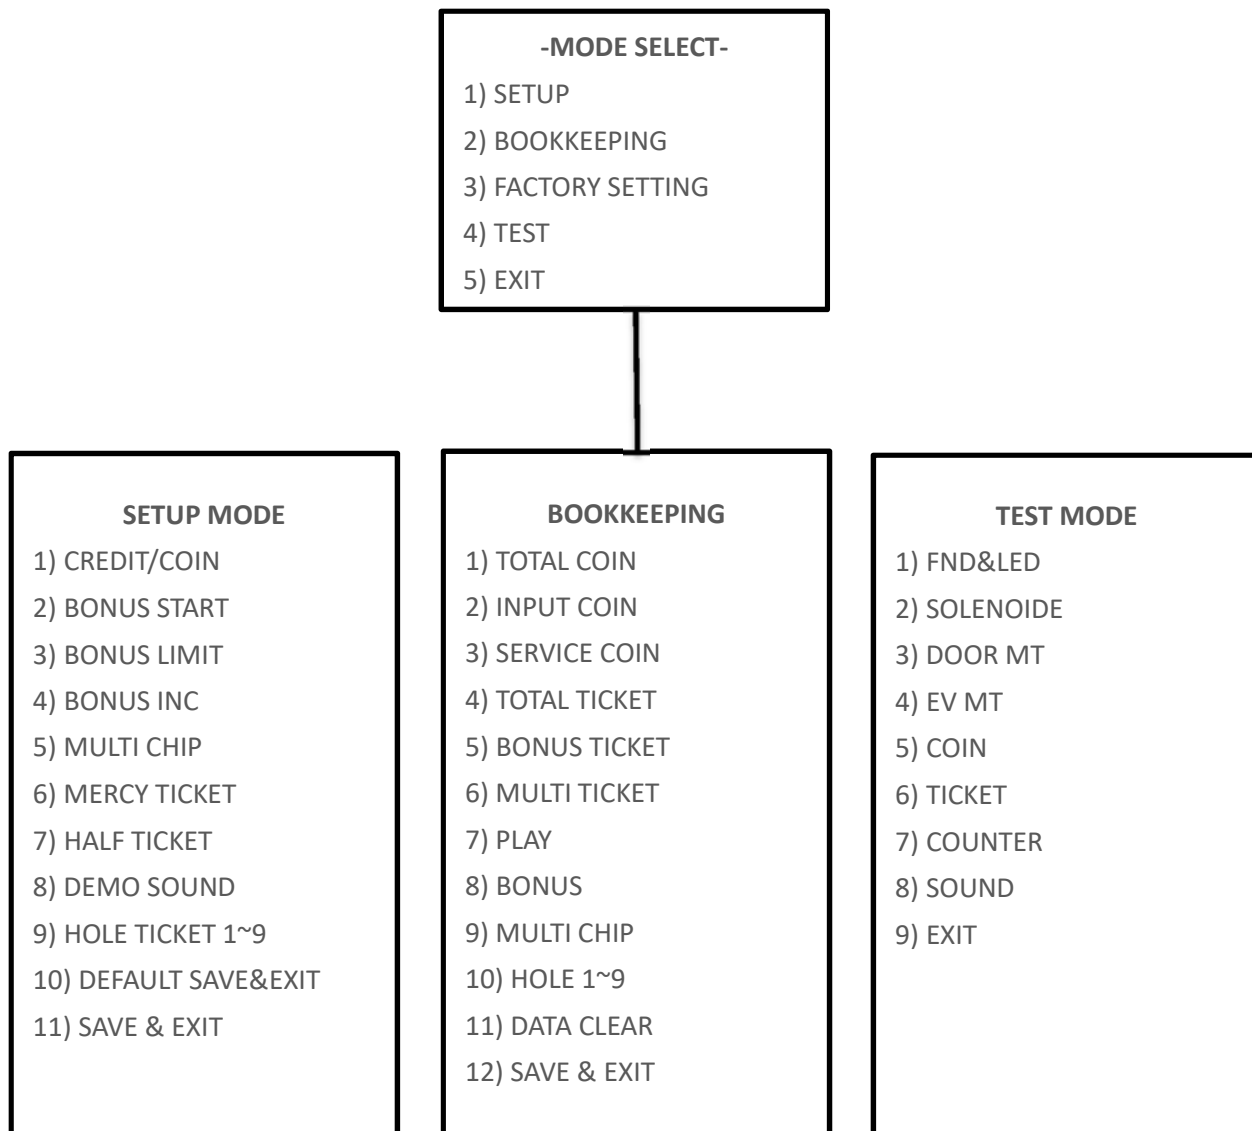 -MODE SELECT-
1) SETUP
2) BOOKKEEPING
3) FACTORY SETTING
4) TEST
5) EXIT
SETUP MODE
1) CREDIT/COIN
2) BONUS START
3) BONUS LIMIT
4) BONUS INC
5) MULTI CHIP
6) MERCY TICKET
7) HALF TICKET
8) DEMO SOUND
9) HOLE TICKET 1~9
10) DEFAULT SAVE&EXIT
11) SAVE & EXIT
BOOKKEEPING
1) TOTAL COIN
2) INPUT COIN
3) SERVICE COIN
4) TOTAL TICKET
5) BONUS TICKET
6) MULTI TICKET
7) PLAY
8) BONUS
9) MULTI CHIP
10) HOLE 1~9
11) DATA CLEAR
12) SAVE & EXIT
TEST MODE
1) FND&LED
2) SOLENOIDE
3) DOOR MT
4) EV MT
5) COIN
6) TICKET
7) COUNTER
8) SOUND
9) EXIT